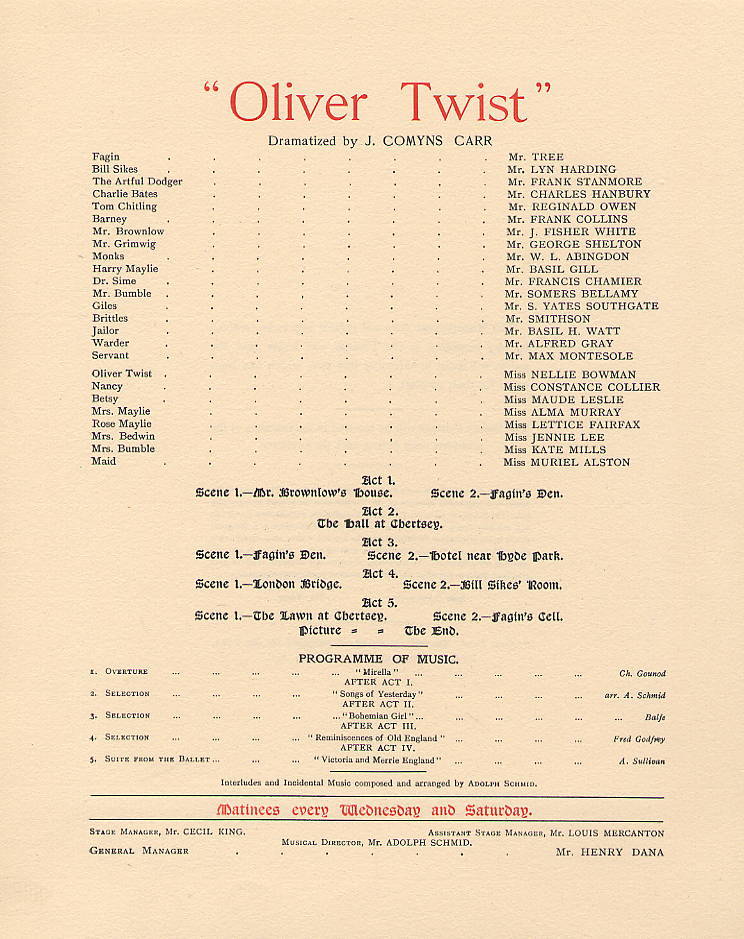 "Oliver Twist"
Dramatized by J. COMYNS CARR
Fagin . . . . . . . . Mr. TREE
Bill Sikes . . . . . . . . Mr. LYN HARDING
The Artful Dodger . . . . . . . Mr. FRANK STANMORE
Charlie Bates . . . . . . . Mr. CHARLES HANBURY
Tom Chitling . . . . . . . Mr. REGINALD OWEN
Barney . . . . . . . . Mr. FRANK COLLINS
Mr. Brownlow . . . . . . . Mr. J. FISHER WHITE
Mr. Grimwig . . . . . . . Mr. GEORGE SHELTON
Monks . . . . . . . . Mr. W. L. ABINGDON
Harry Maylie . . . . . . . Mr. BASIL GILL
Dr. Sime . . . . . . . . Mr. FRANCIS CHAMIER
Mr. Bumble . . . . . . . . Mr. SOMERS BELLAMY
Giles . . . . . . . . Mr. S. YATES SOUTHGATE
Brittles . . . . . . . . Mr. SMITHSON
Jailor . . . . . . . . Mr. BASIL H. WATT
Warder . . . . . . . . Mr. ALFRED GRAY
Servant . . . . . . . . Mr. MAX MONTESOLE
Oliver Twist . . . . . . . . Miss NELLIE BOWMAN
Nancy . . . . . . . . Miss CONSTANCE COLLIER
Betsy . . . . . . . . Miss MAUDE LESLIE
Mrs. Maylie . . . . . . . Miss ALMA MURRAY
Rose Maylie . . . . . . . Miss LETTICE FAIRFAX
Mrs. Bedwin . . . . . . . Miss JENNIE LEE
Mrs. Bumble . . . . . . . Miss KATE MILLS
Maid . . . . . . . . Miss MURIEL ALSTON
Act 1.
Scene 1.—Mr. Brownlow's House. Scene 2.—Fagin's Den.
Act 2.
The Hall at Chertsey.
Act 3.
Scene 1.—Fagin's Den. Scene 2.—Hotel near Hyde Park.
Act 4.
Scene 1.—London Bridge. Scene 2.—Bill Sikes' Room.
Act 5.
Scene 1.—The Lawn at Chertsey. Scene 2.—Fagin's Cell.
Picture = = The End.
PROGRAMME OF MUSIC.
1. OVERTURE ... ... ... ... ... "Mirella" ... ... ... ... ... Ch. Gounod
AFTER ACT I.
2. SELECTION ... ... ... ... "Songs of Yesterday" ... ... ... ... arr. A. Schmid
AFTER ACT II.
3. SELECTION ... ... ... ... ..."Bohemian Girl"... ... ... ... ... ... Balfe
AFTER ACT III.
4. SELECTION ... ... ... ... "Reminiscences of Old England" ... ... ... ... Fred Godfrey
AFTER ACT IV.
5. SUITE FROM THE BALLET... ... ... "Victoria and Merrie England" ... ... ... ... A. Sullivan
Interludes and Incidental Music composed and arranged by ADOLPH SCHMID.
Matinees every Wednesday and Saturday.
STAGE MANAGER, Mr. CECIL KING. ASSISTANT STAGE MANAGER, Mr. LOUIS MERCANTON
MUSICAL DIRECTOR, Mr. ADOLPH SCHMID.
GENERAL MANAGER . . . . . . . Mr. HENRY DANA